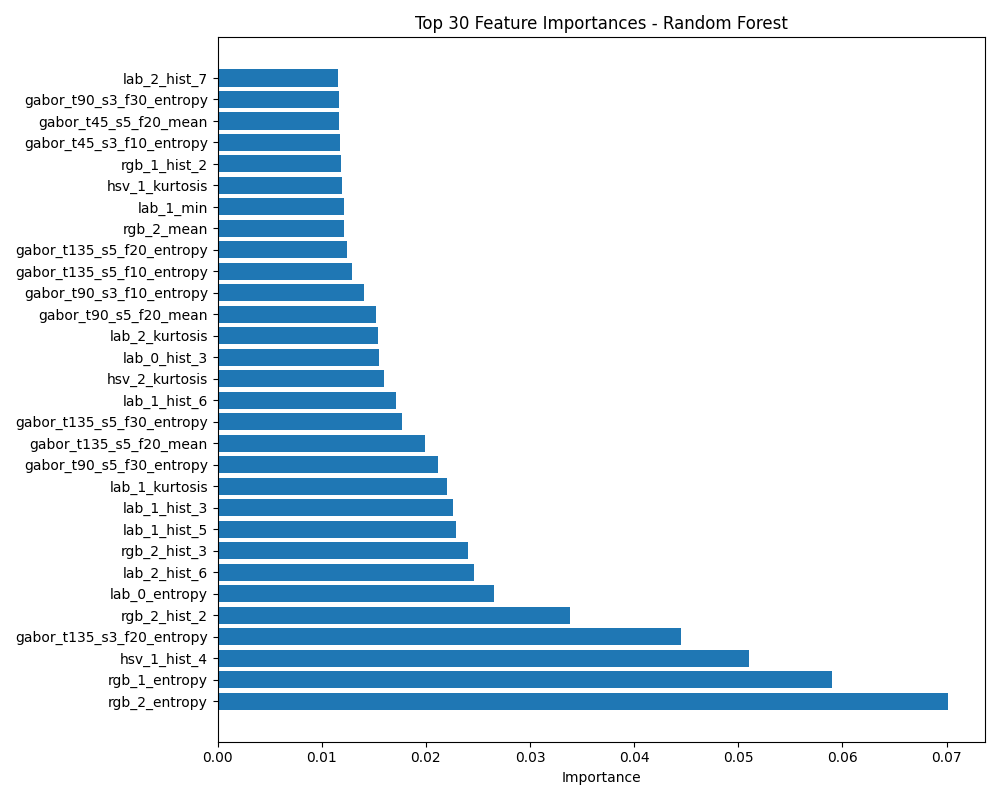 Top 30 Feature Importances - Random Forest
lab_2_hist_7
gabor_t90_s3_f30_entropy
gabor_t45_s5_f20_mean
gabor_t45_s3_f10_entropy
rgb_1_hist_2
hsv_1_kurtosis
lab_1_min
rgb_2_mean
gabor_t135_s5_f20_entropy
gabor_t135_s5_f10_entropy
gabor_t90_s3_f10_entropy
gabor_t90_s5_f20_mean
lab_2_kurtosis
lab_0_hist_3
hsv_2_kurtosis
lab_1_hist_6
gabor_t135_s5_f30_entropy
gabor_t135_s5_f20_mean
gabor_t90_s5_f30_entropy
lab_1_kurtosis
lab_1_hist_3
lab_1_hist_5
rgb_2_hist_3
lab_2_hist_6
lab_0_entropy
rgb_2_hist_2
gabor_t135_s3_f20_entropy
hsv_1_hist_4
rgb_1_entropy
rgb_2_entropy
0.00 0.01 0.02 0.03 0.04 0.05 0.06 0.07
Importance